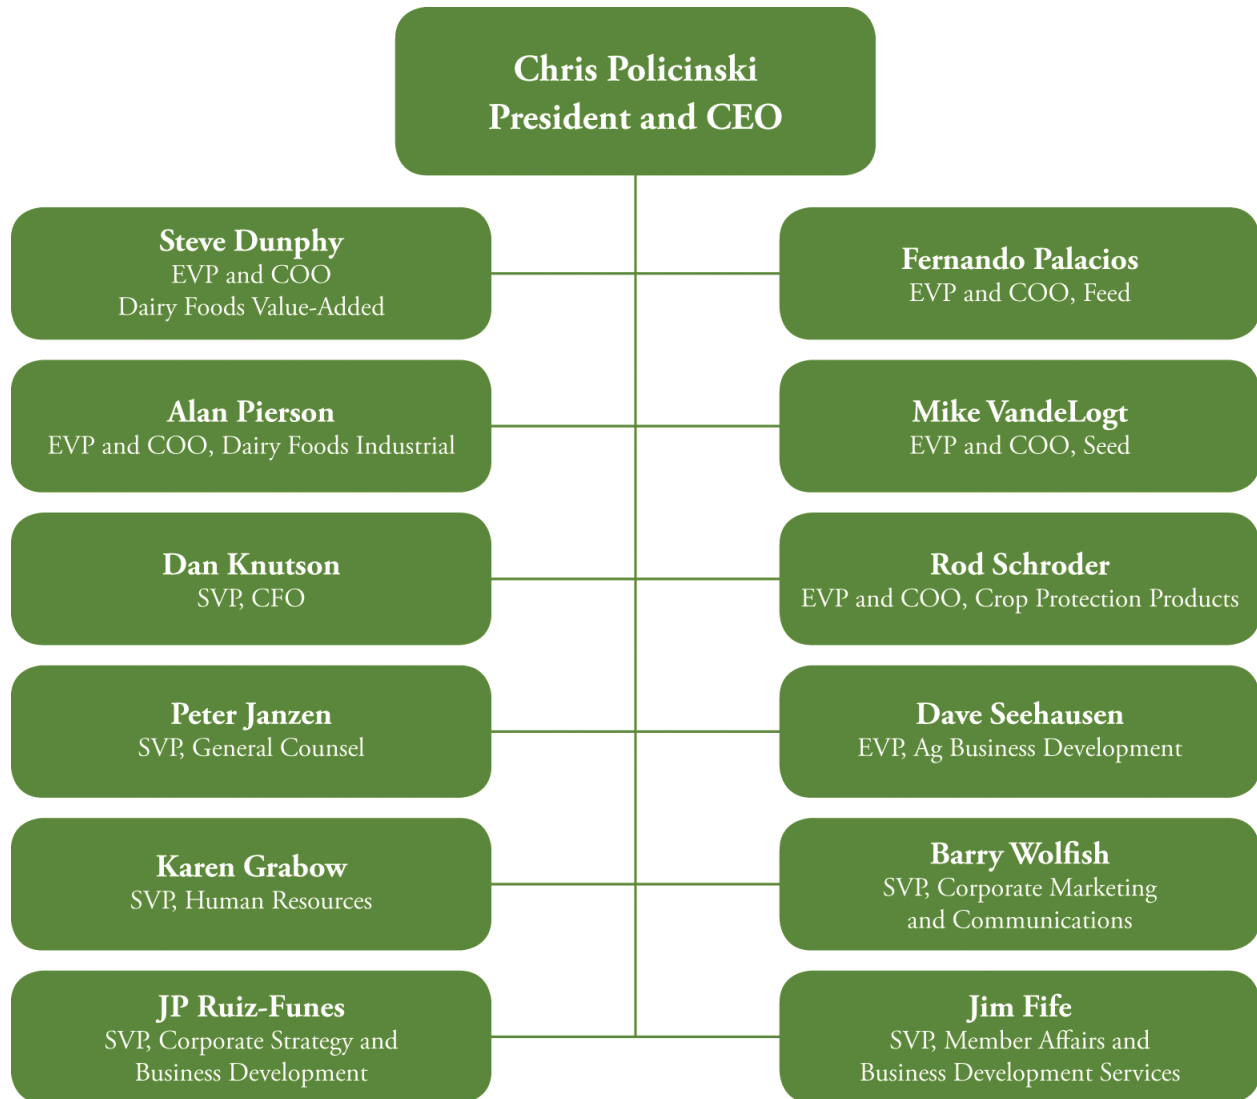 Chris Policinski
President and CEO
Steve Dunphy
EVP and COO
Dairy Foods Value-Added
Fernando Palacios
EVP and COO, Feed
Alan Pierson
EVP and COO, Dairy Foods Industrial
Mike VandeLogt
EVP and COO, Seed
Dan Knutson
SVP, CFO
Rod Schroder
EVP and COO, Crop Protection Products
Peter Janzen
SVP, General Counsel
Dave Seehausen
EVP, Ag Business Development
Karen Grabow
SVP, Human Resources
Barry Wolfish
SVP, Corporate Marketing
and Communications
JP Ruiz-Funes
SVP, Corporate Strategy and
Business Development
Jim Fife
SVP, Member Affairs and
Business Development Services